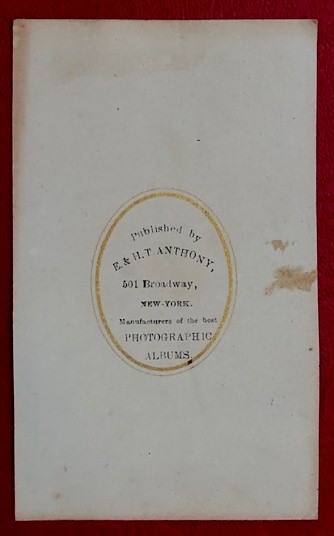 Published by
E. & H. T. ANTHONY,
501 Broadway,
NEW-YORK.
Manufacturers of the best
PHOTOGRAPHIC
ALBUMS.